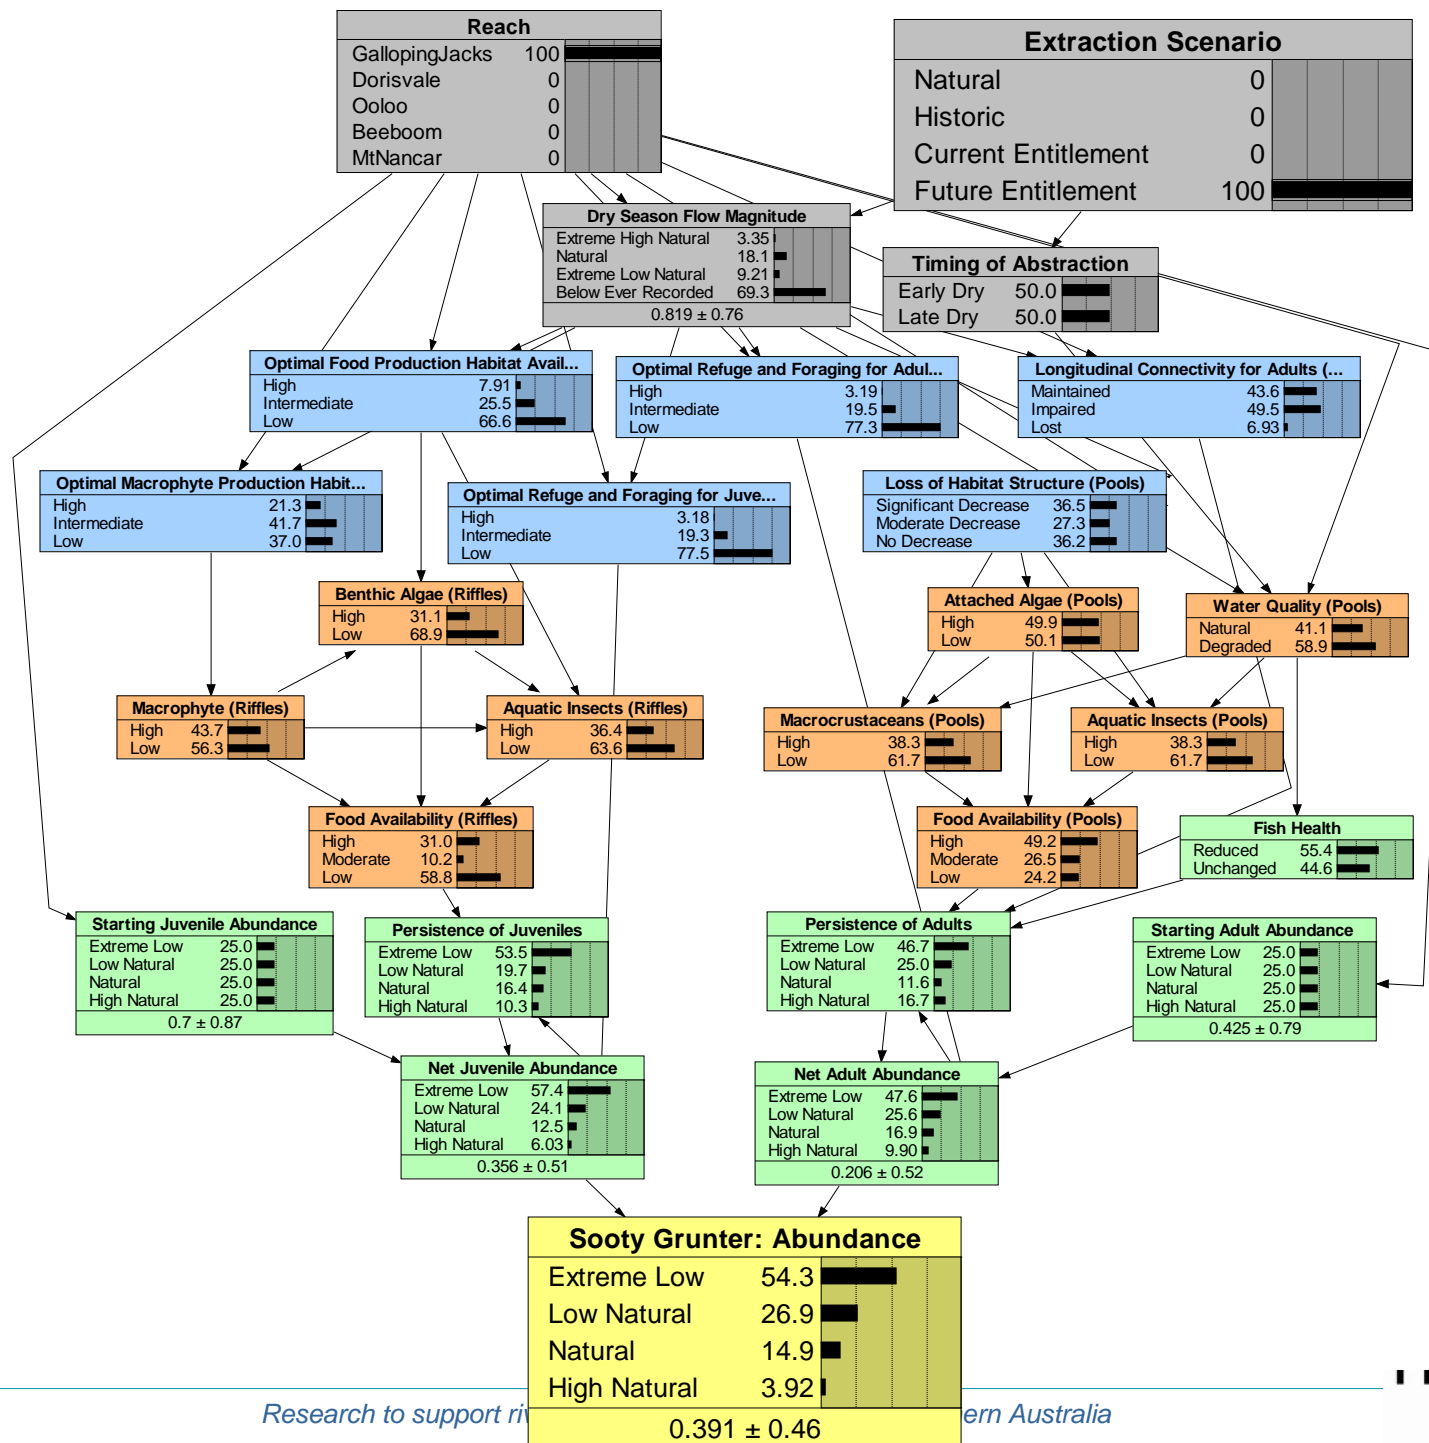 Reach
GallopingJacks 100
Dorisvale 0
Ooloo 0
Beeboom 0
MtNancar 0
Extraction Scenario
Natural 0
Historic 0
Current Entitlement 0
Future Entitlement 100
Dry Season Flow Magnitude
Extreme High Natural 3.35
Natural 18.1
Extreme Low Natural 9.21
Below Ever Recorded 69.3
0.819 ± 0.76
Timing of Abstraction
Early Dry 50.0
Late Dry 50.0
Optimal Food Production Habitat Avail...
High 7.91
Intermediate 25.5
Low 66.6
Optimal Refuge and Foraging for Adul...
High 3.19
Intermediate 19.5
Low 77.3
Longitudinal Connectivity for Adults (...
Maintained 43.6
Impaired 49.5
Lost 6.93
Optimal Macrophyte Production Habit...
High 21.3
Intermediate 41.7
Low 37.0
Optimal Refuge and Foraging for Juve...
High 3.18
Intermediate 19.3
Low 77.5
Loss of Habitat Structure (Pools)
Significant Decrease 36.5
Moderate Decrease 27.3
No Decrease 36.2
Benthic Algae (Riffles)
High 31.1
Low 68.9
Attached Algae (Pools)
High 49.9
Low 50.1
Water Quality (Pools)
Natural 41.1
Degraded 58.9
Macrophyte (Riffles)
High 43.7
Low 56.3
Aquatic Insects (Riffles)
High 36.4
Low 63.6
Macrocrustaceans (Pools)
High 38.3
Low 61.7
Aquatic Insects (Pools)
High 38.3
Low 61.7
Food Availability (Riffles)
High 31.0
Moderate 10.2
Low 58.8
Food Availability (Pools)
High 49.2
Moderate 26.5
Low 24.2
Fish Health
Reduced 55.4
Unchanged 44.6
Starting Juvenile Abundance
Extreme Low 25.0
Low Natural 25.0
Natural 25.0
High Natural 25.0
0.7 ± 0.87
Persistence of Juveniles
Extreme Low 53.5
Low Natural 19.7
Natural 16.4
High Natural 10.3
Persistence of Adults
Extreme Low 46.7
Low Natural 25.0
Natural 11.6
High Natural 16.7
Starting Adult Abundance
Extreme Low 25.0
Low Natural 25.0
Natural 25.0
High Natural 25.0
0.425 ± 0.79
Net Juvenile Abundance
Extreme Low 57.4
Low Natural 24.1
Natural 12.5
High Natural 6.03
0.356 ± 0.51
Net Adult Abundance
Extreme Low 47.6
Low Natural 25.6
Natural 16.9
High Natural 9.90
0.206 ± 0.52
Sooty Grunter: Abundance
Extreme Low 54.3
Low Natural 26.9
Natural 14.9
High Natural 3.92
0.391 ± 0.46
Research to support ri ern Australia